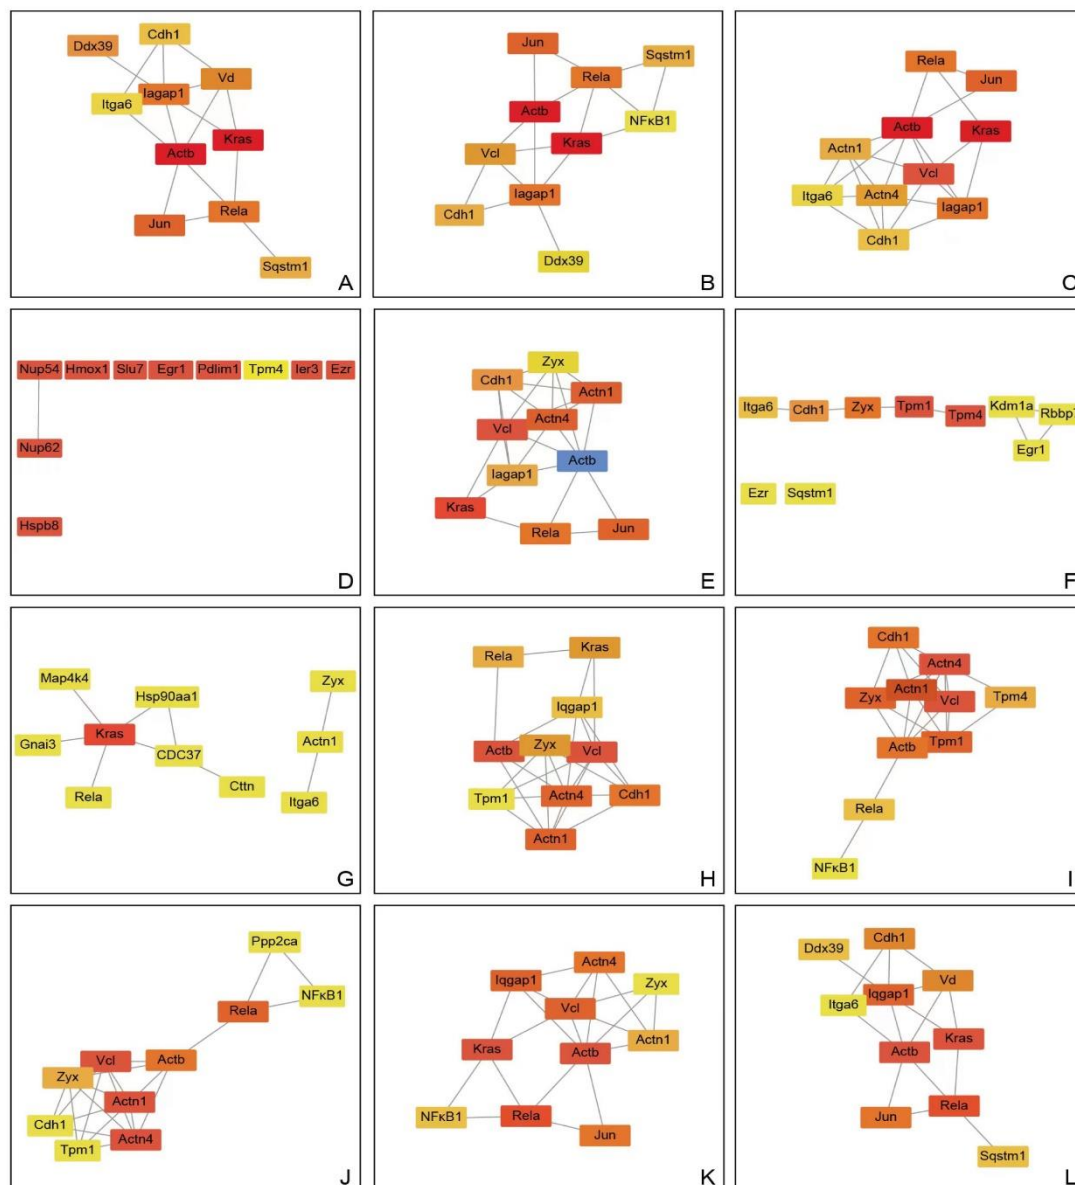 Cdh1
Ddx39
Vd
Iagap1
Itga6
Kras
Actb
Rela
Jun
Sqstm1
A
Jun
Sqstm1
Rela
Actb
NFκB1
Kras
Vcl
Iagap1
Cdh1
Ddx39
B
Rela
Jun
Actb
Kras
Actn1
Vcl
Itga6
Actn4
Iagap1
Cdh1
C
Nup54 Hmox1 Slu7 Egr1 Pdlim1 Tpm4 Ier3 Ezr
Nup62
Hspb8
D
Zyx
Cdh1
Actn1
Actn4
Vcl
Actb
Iagap1
Kras
Rela
Jun
E
Itga6 Cdh1 Zyx Tpm1 Tpm4 Kdm1a Rbbp7
Egr1
Ezr Sqstm1
F
Map4k4
Hsp90aa1
Zyx
Kras
Gnai3
CDC37
Actn1
Rela
Cttn
Itga6
G
Kras
Rela
Iqgap1
Actb
Zyx
Vcl
Tpm1
Actn4
Cdh1
Actn1
H
Cdh1
Actn4
Actn1
Zyx
Vcl
Tpm4
Actb
Tpm1
Rela
NFκB1
I
Ppp2ca
NFκB1
Rela
Vcl
Actb
Zyx
Actn1
Cdh1
Actn4
Tpm1
J
Actn4
Iqgap1
Zyx
Vcl
Actn1
Kras
Actb
NFκB1
Rela
Jun
K
Cdh1
Ddx39
Vd
Iqgap1
Itga6
Kras
Actb
Rela
Jun
Sqstm1
L